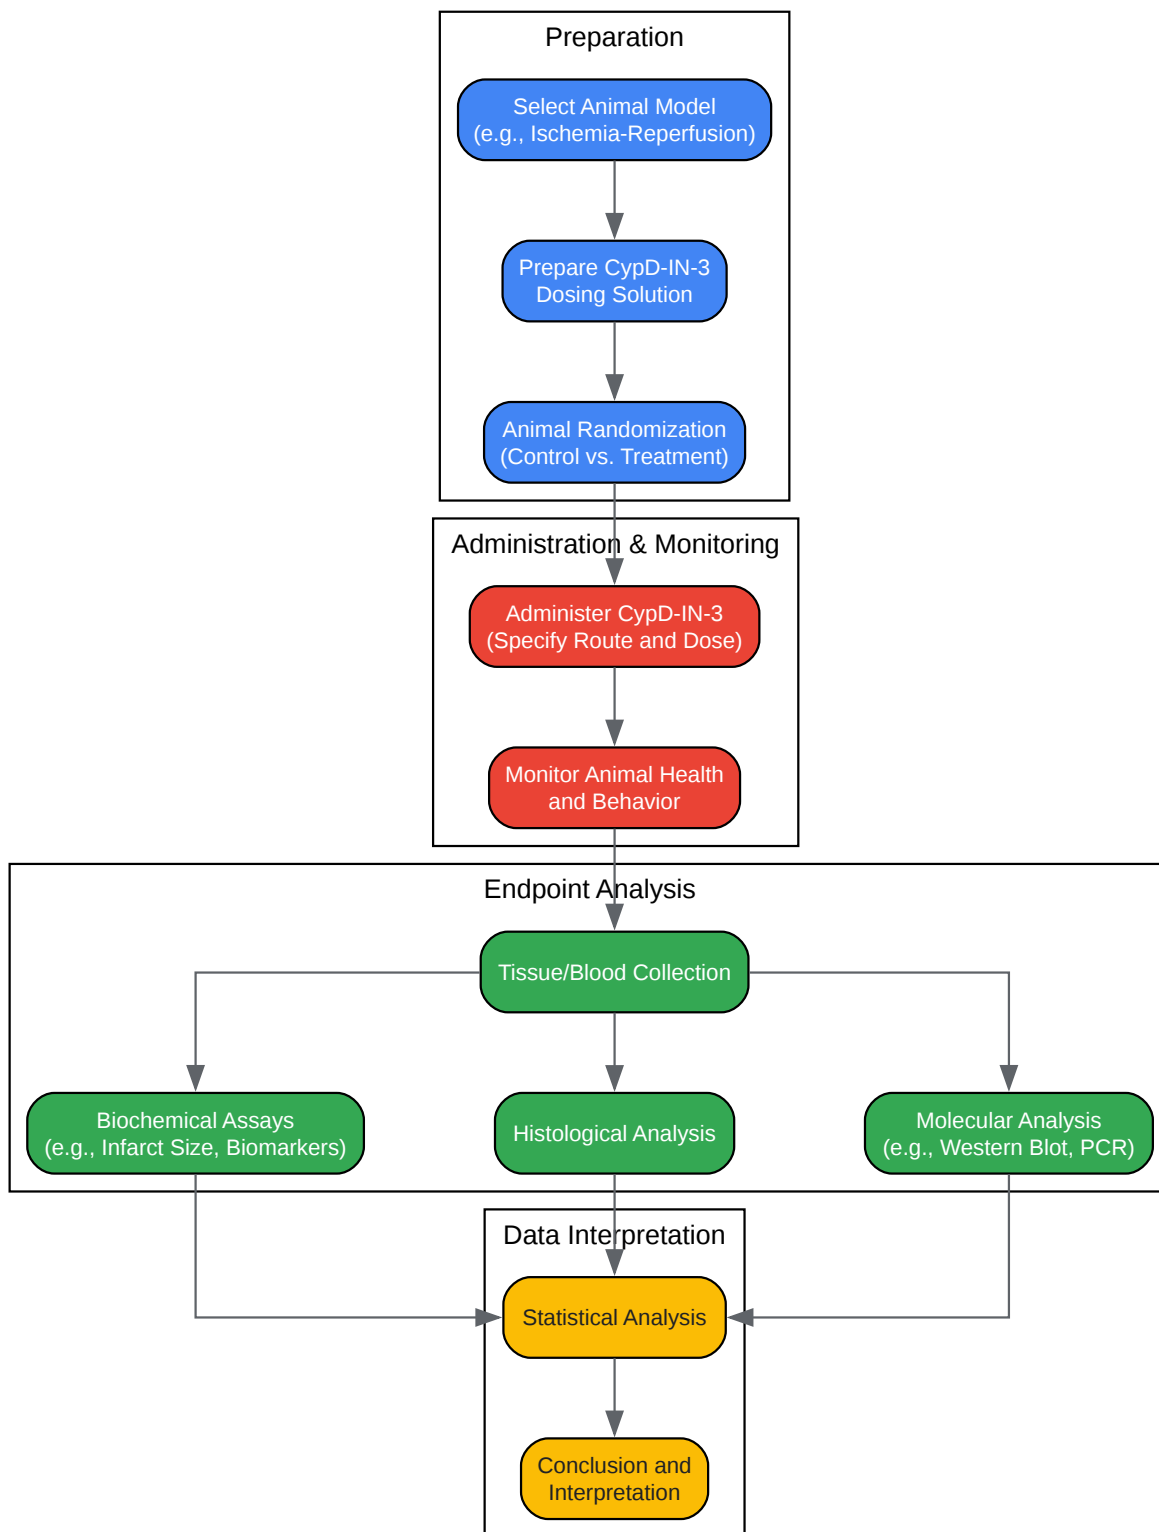 Preparation
Select Animal Model
(e.g., Ischemia-Reperfusion)
Prepare CypD-IN-3
Dosing Solution
Animal Randomization
(Control vs. Treatment)
Administration & Monitoring
Administer CypD-IN-3
(Specify Route and Dose)
Monitor Animal Health
and Behavior
Endpoint Analysis
Tissue/Blood Collection
Biochemical Assays
(e.g., Infarct Size, Biomarkers)
Histological Analysis
Molecular Analysis
(e.g., Western Blot, PCR)
Data Interpretation
Statistical Analysis
Conclusion and
Interpretation